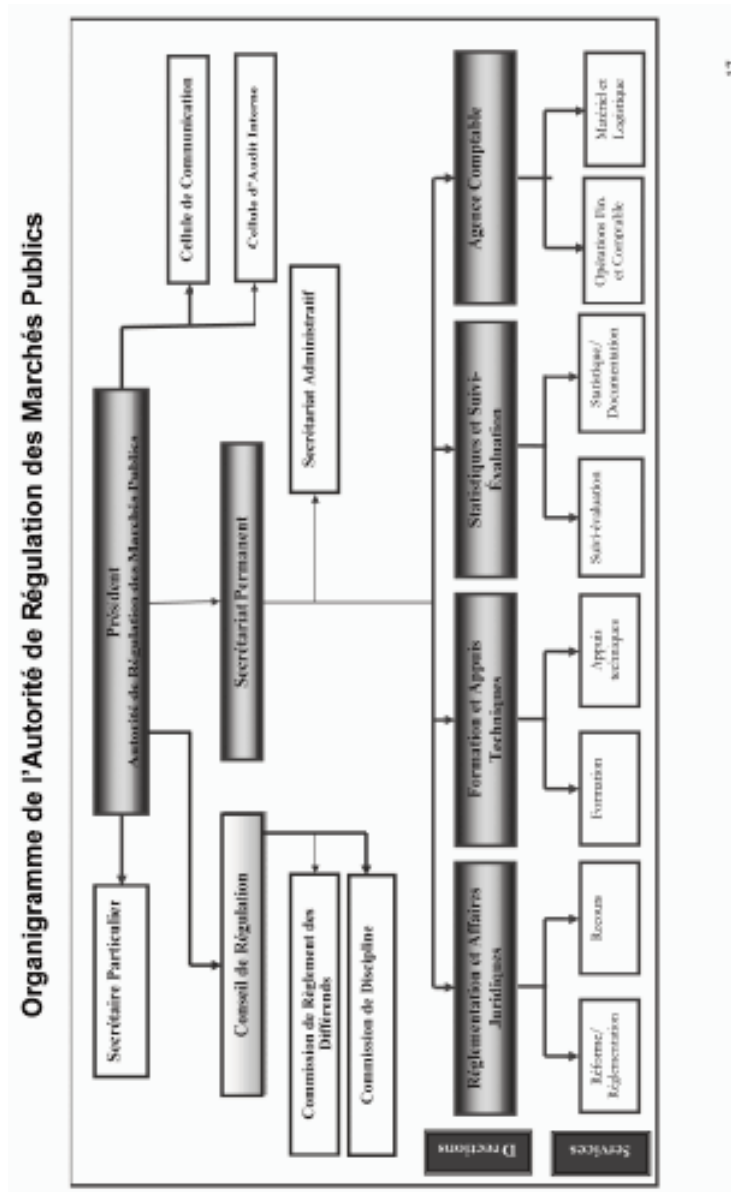 Organigramme de l'Autorité de Régulation des Marchés Publics
Président
Autorité de Régulation des Marchés Publics
Secrétaire Particulier
Cellule de Communication
Cellule d'Audit Interne
Conseil de Régulation
Secrétariat Permanent
Commission de Règlement des
Différends
Commission de Discipline
Secrétariat Administratif
Directions
Réglementation et Affaires
Juridiques
Formation et Appuis
Techniques
Statistiques et Suivi-
Évaluation
Agence Comptable
Services
Réforme/
Réglementation
Recours
Formation
Appuis
techniques
Suivi-évaluation
Statistique/
Documentation
Opérations Fin.
et Comptable
Matériel et
Logistique